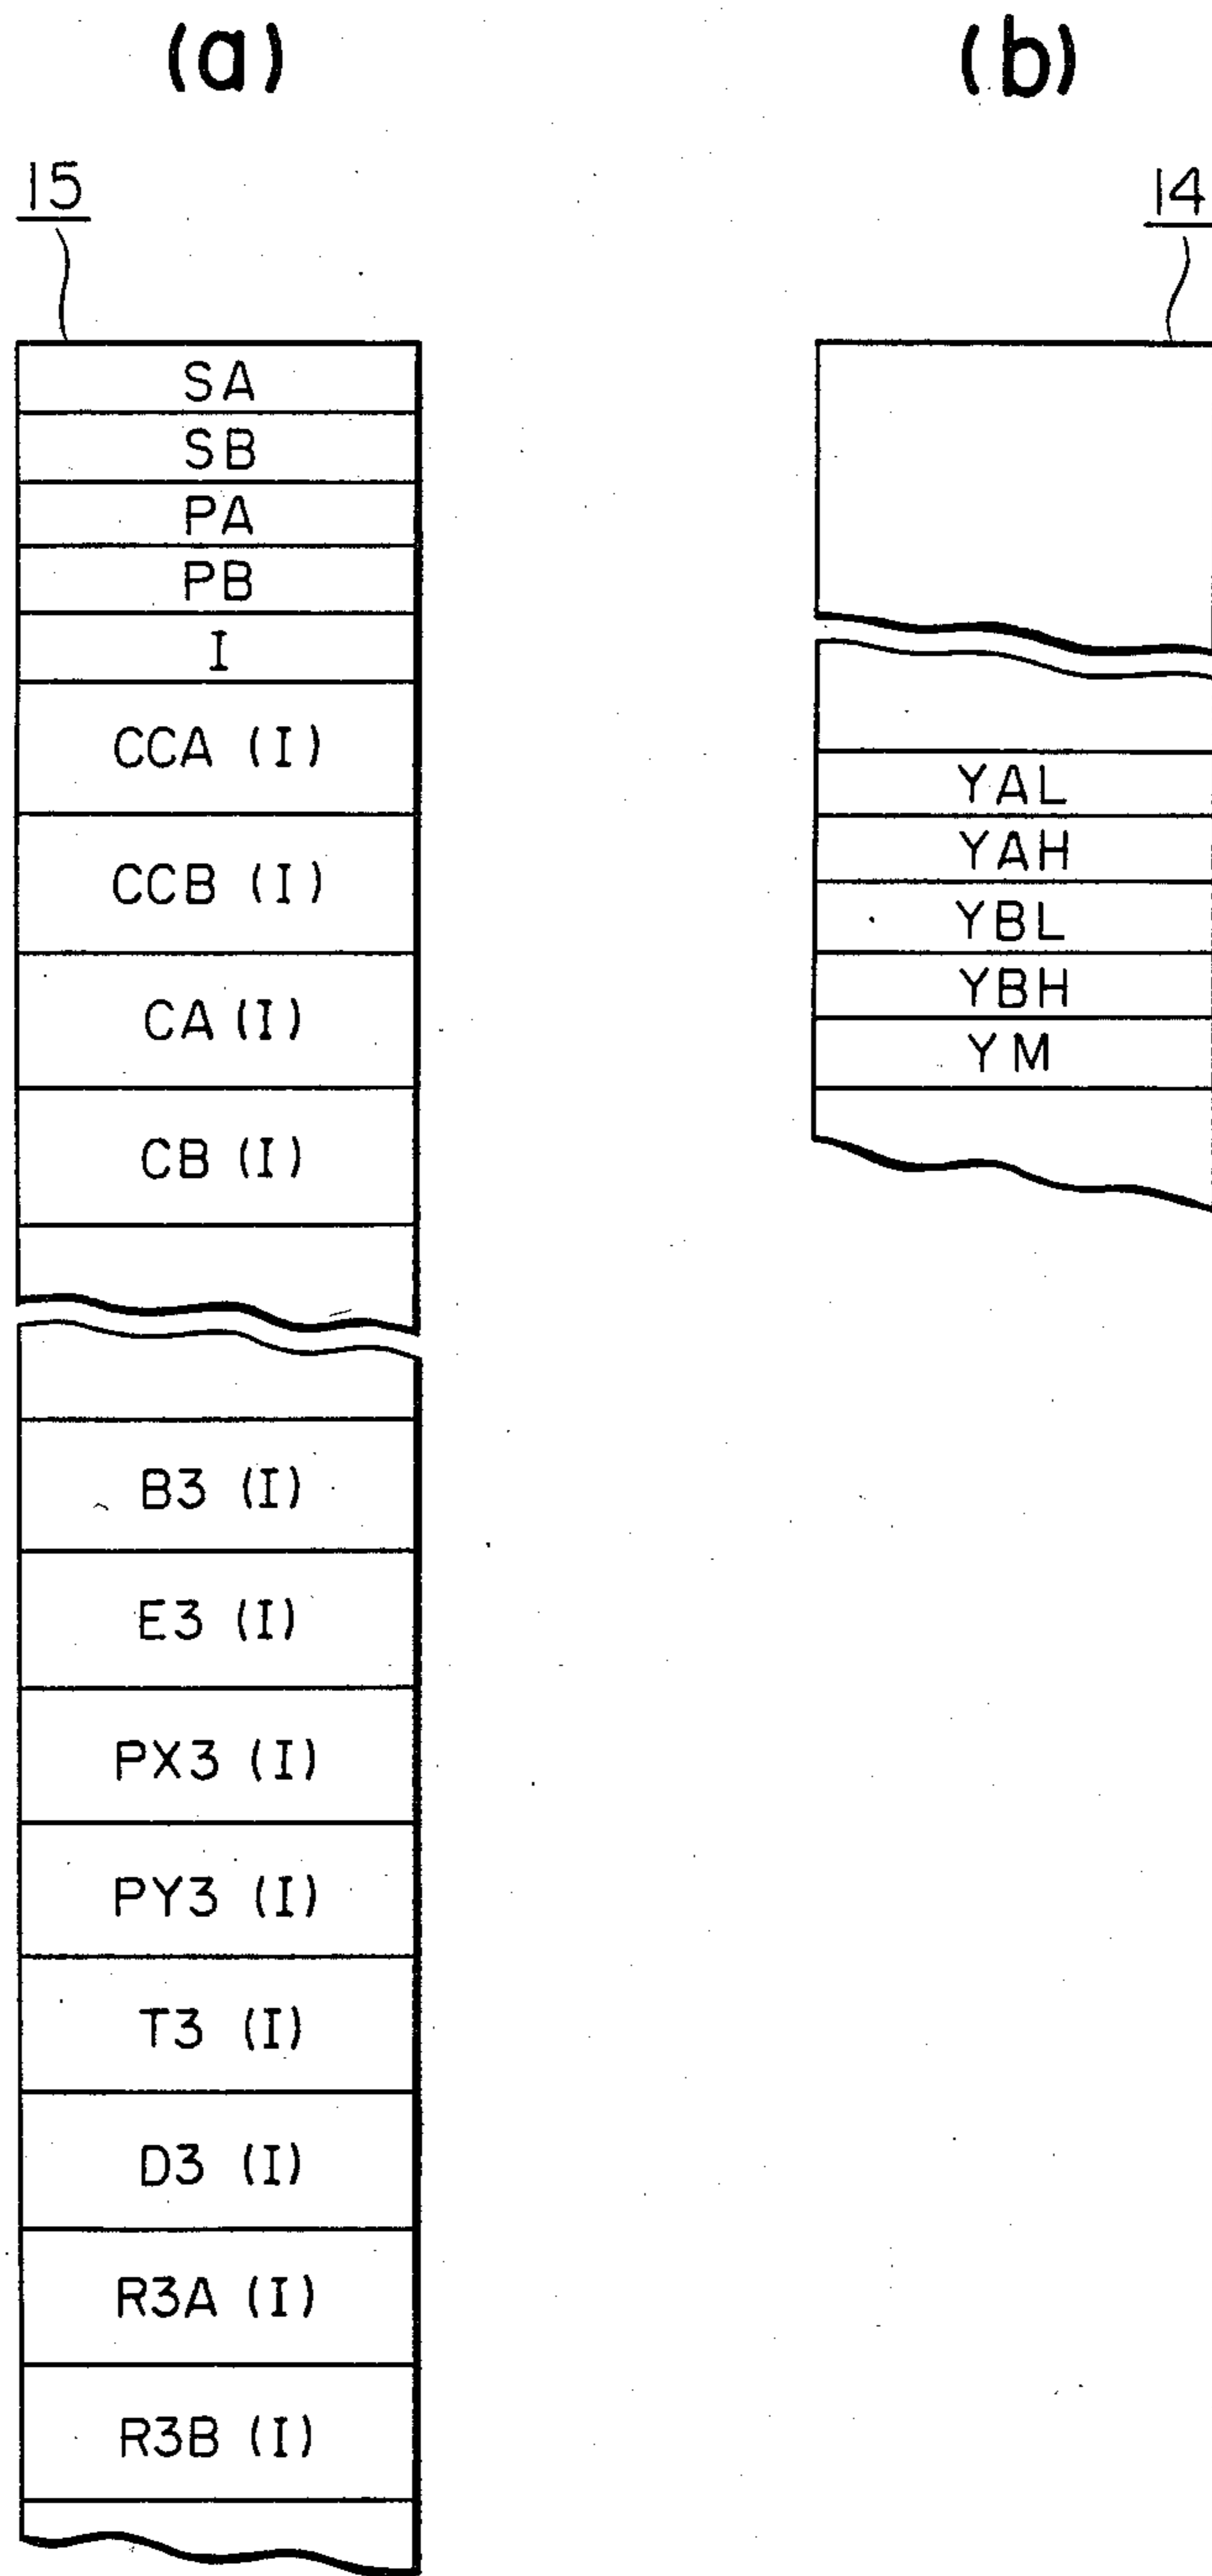 (a)
15
SA
SB
PA
PB
I
CCA (I)
CCB (I)
CA (I)
CB (I)
B3 (I)
E3 (I)
PX3 (I)
PY3 (I)
T3 (I)
D3 (I)
R3A (I)
R3B (I)
(b)
14
YAL
YAH
YBL
YBH
YM